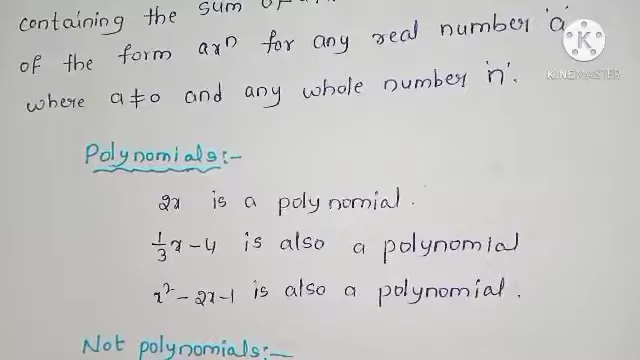 containing the sum of
of the form axⁿ for any real number 'a'
where a≠0 and any whole number 'n'.
KINEMASTER
Polynomials:-
2x is a polynomial.
1/3 x - 4 is also a polynomial
x² - 2x - 1 is also a polynomial.
Not polynomials:-